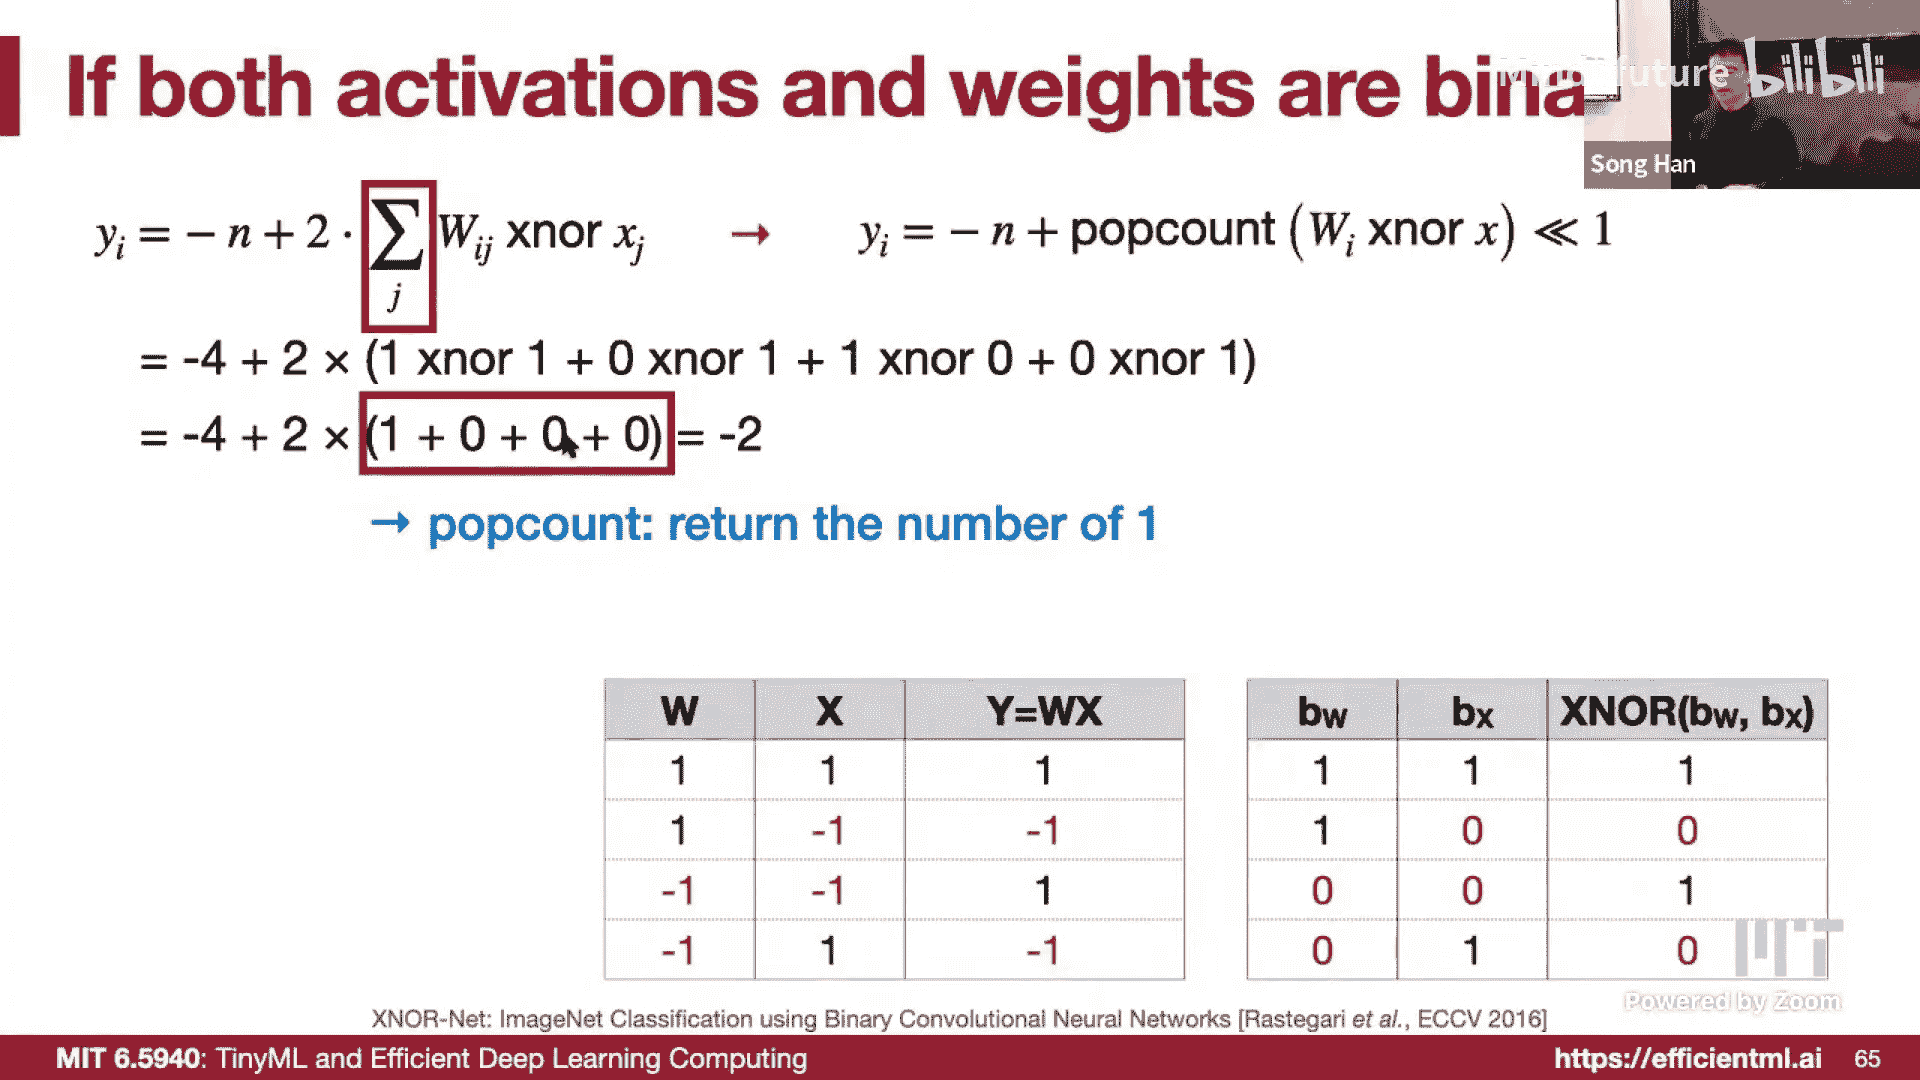 If both activations and weights are bina
future bilibili
Song Han
yᵢ = − n + 2 · ∑ⱼ Wᵢⱼ xnor xⱼ → yᵢ = − n + popcount (Wᵢ xnor x) ≪ 1
= -4 + 2 × (1 xnor 1 + 0 xnor 1 + 1 xnor 0 + 0 xnor 1)
= -4 + 2 × (1 + 0 + 0 + 0) = -2
→ popcount: return the number of 1
W X Y=WX
1 1 1
1 -1 -1
-1 -1 1
-1 1 -1
bw bx XNOR(bw, bx)
1 1 1
1 0 0
0 0 1
0 1 0
MIT
Powered by Zoom
XNOR-Net: ImageNet Classification using Binary Convolutional Neural Networks [Rastegari et al., ECCV 2016]
MIT 6.5940: TinyML and Efficient Deep Learning Computing
https://efficientml.ai 65